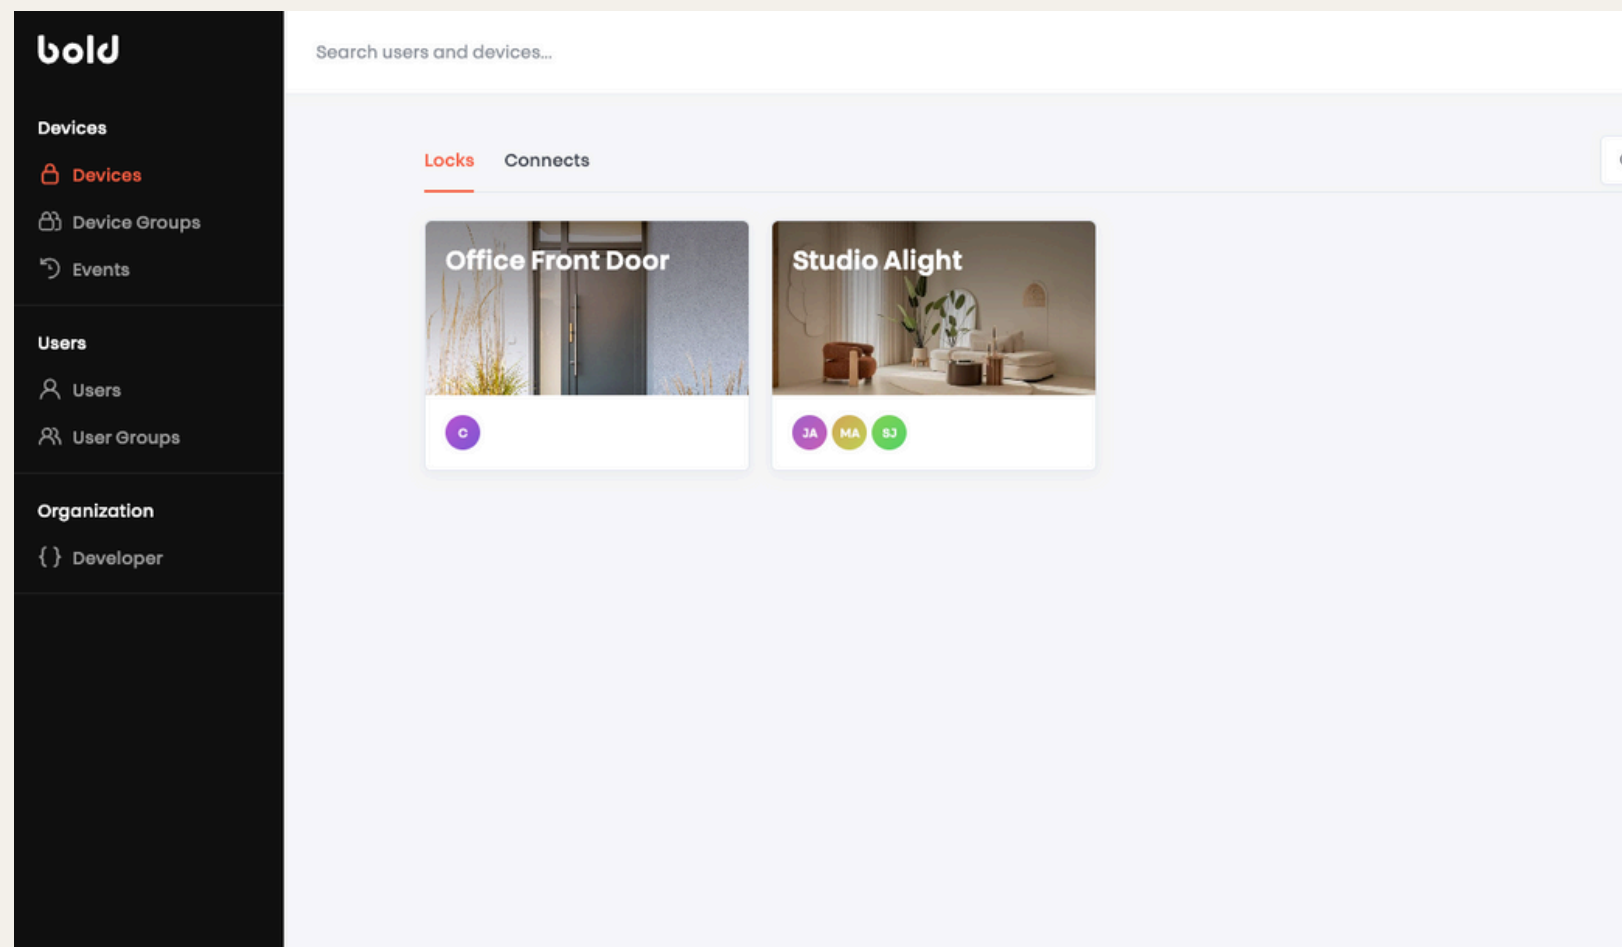 bold
Search users and devices...
Devices
Devices
Device Groups
Events
Users
Users
User Groups
Organization
Developer
Locks
Connects
Office Front Door
C
Studio Alight
JA
MA
SJ